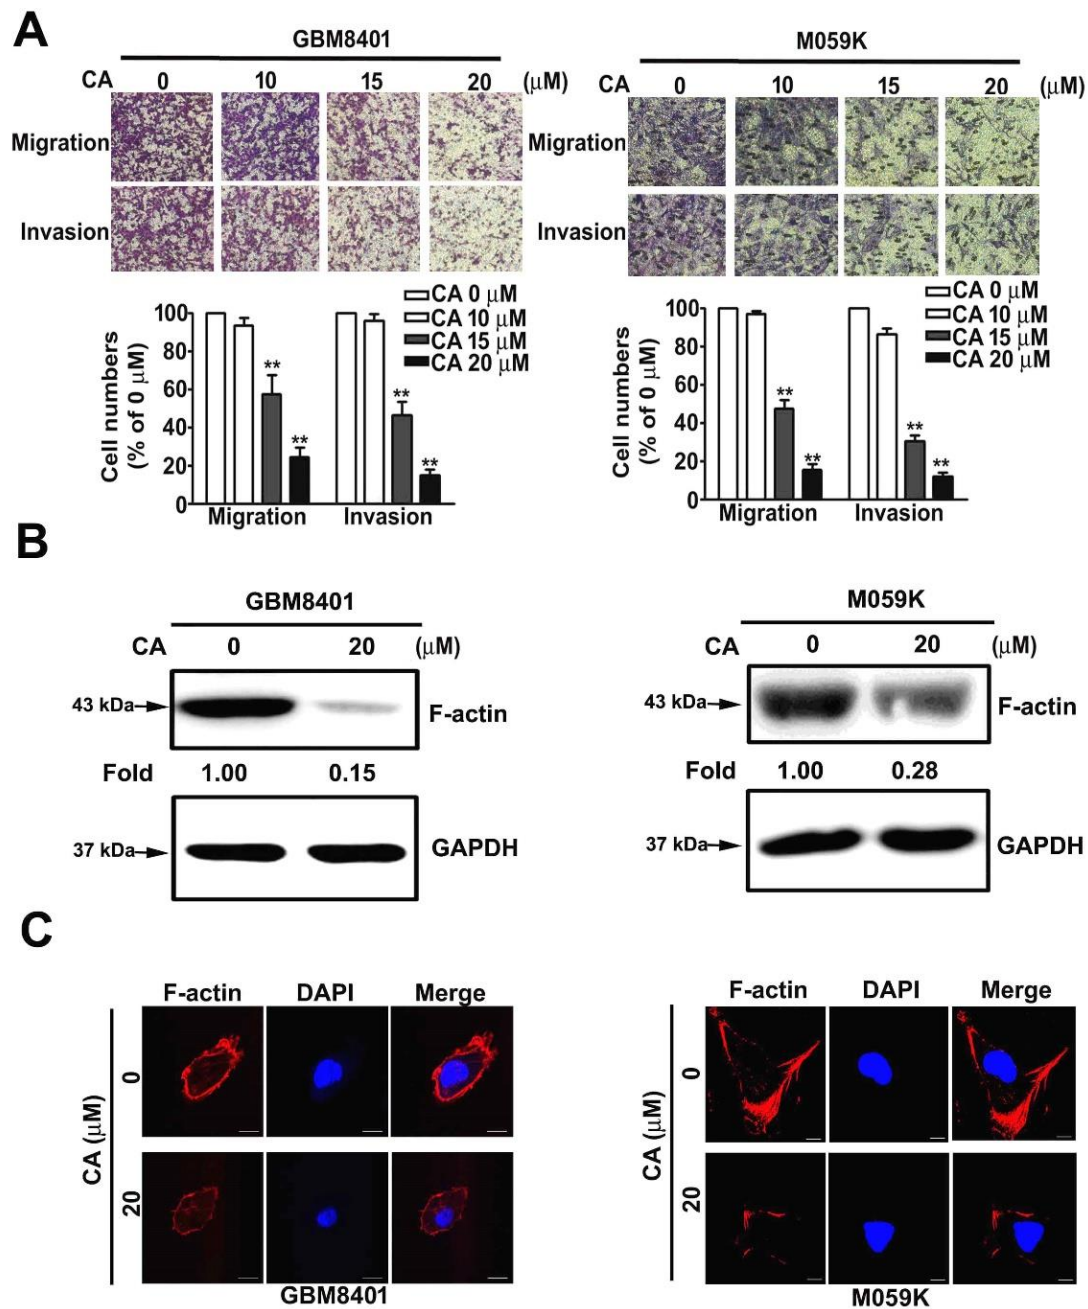 A
GBM8401
CA 0 10 15 20 (μM)
Migration
Invasion
CA 0 μM
CA 10 μM
CA 15 μM
CA 20 μM
Cell numbers
(% of 0 μM)
100
80
60
40
20
0
** ** ** **
Migration Invasion
M059K
CA 0 10 15 20 (μM)
Migration
Invasion
CA 0 μM
CA 10 μM
CA 15 μM
CA 20 μM
Cell numbers
(% of 0 μM)
100
80
60
40
20
0
** ** ** **
Migration Invasion
B
GBM8401
CA 0 20 (μM)
43 kDa F-actin
Fold 1.00 0.15
37 kDa GAPDH
M059K
CA 0 20 (μM)
43 kDa F-actin
Fold 1.00 0.28
37 kDa GAPDH
C
F-actin DAPI Merge
CA (μM)
0
20
GBM8401
F-actin DAPI Merge
CA (μM)
0
20
M059K